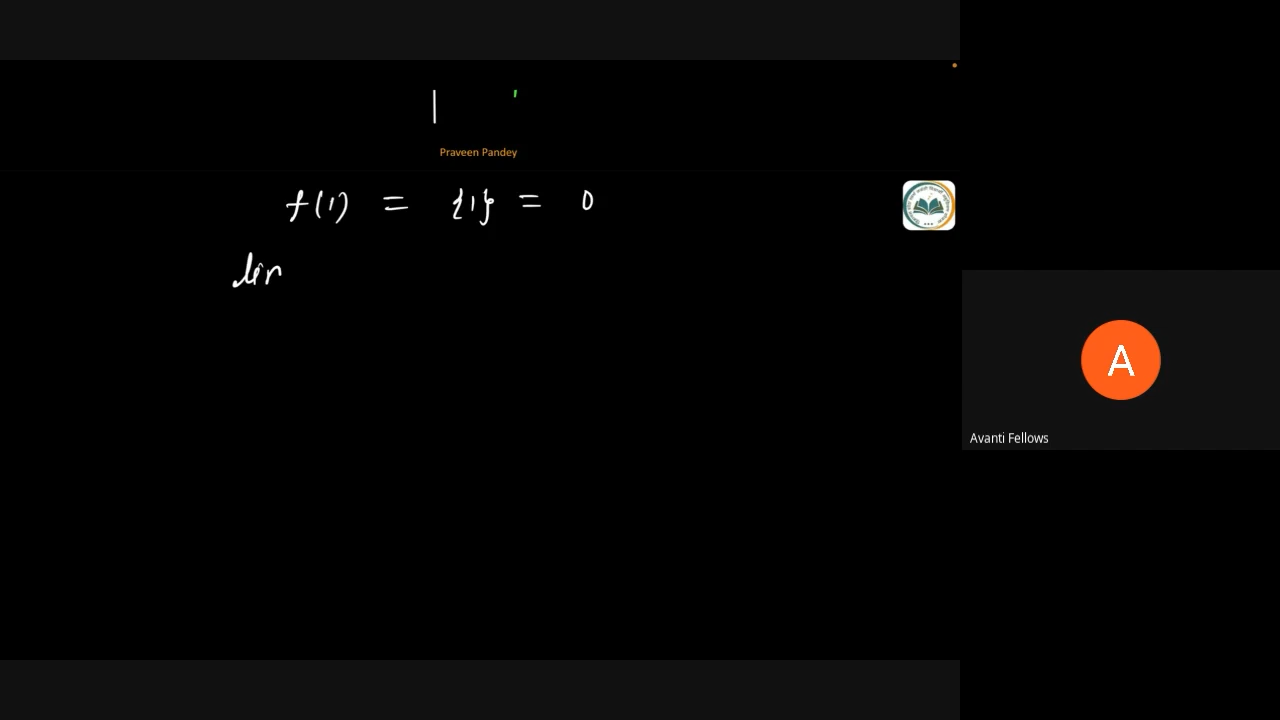 Praveen Pandey
f(1) = {1} = 0
lim
A
Avanti Fellows